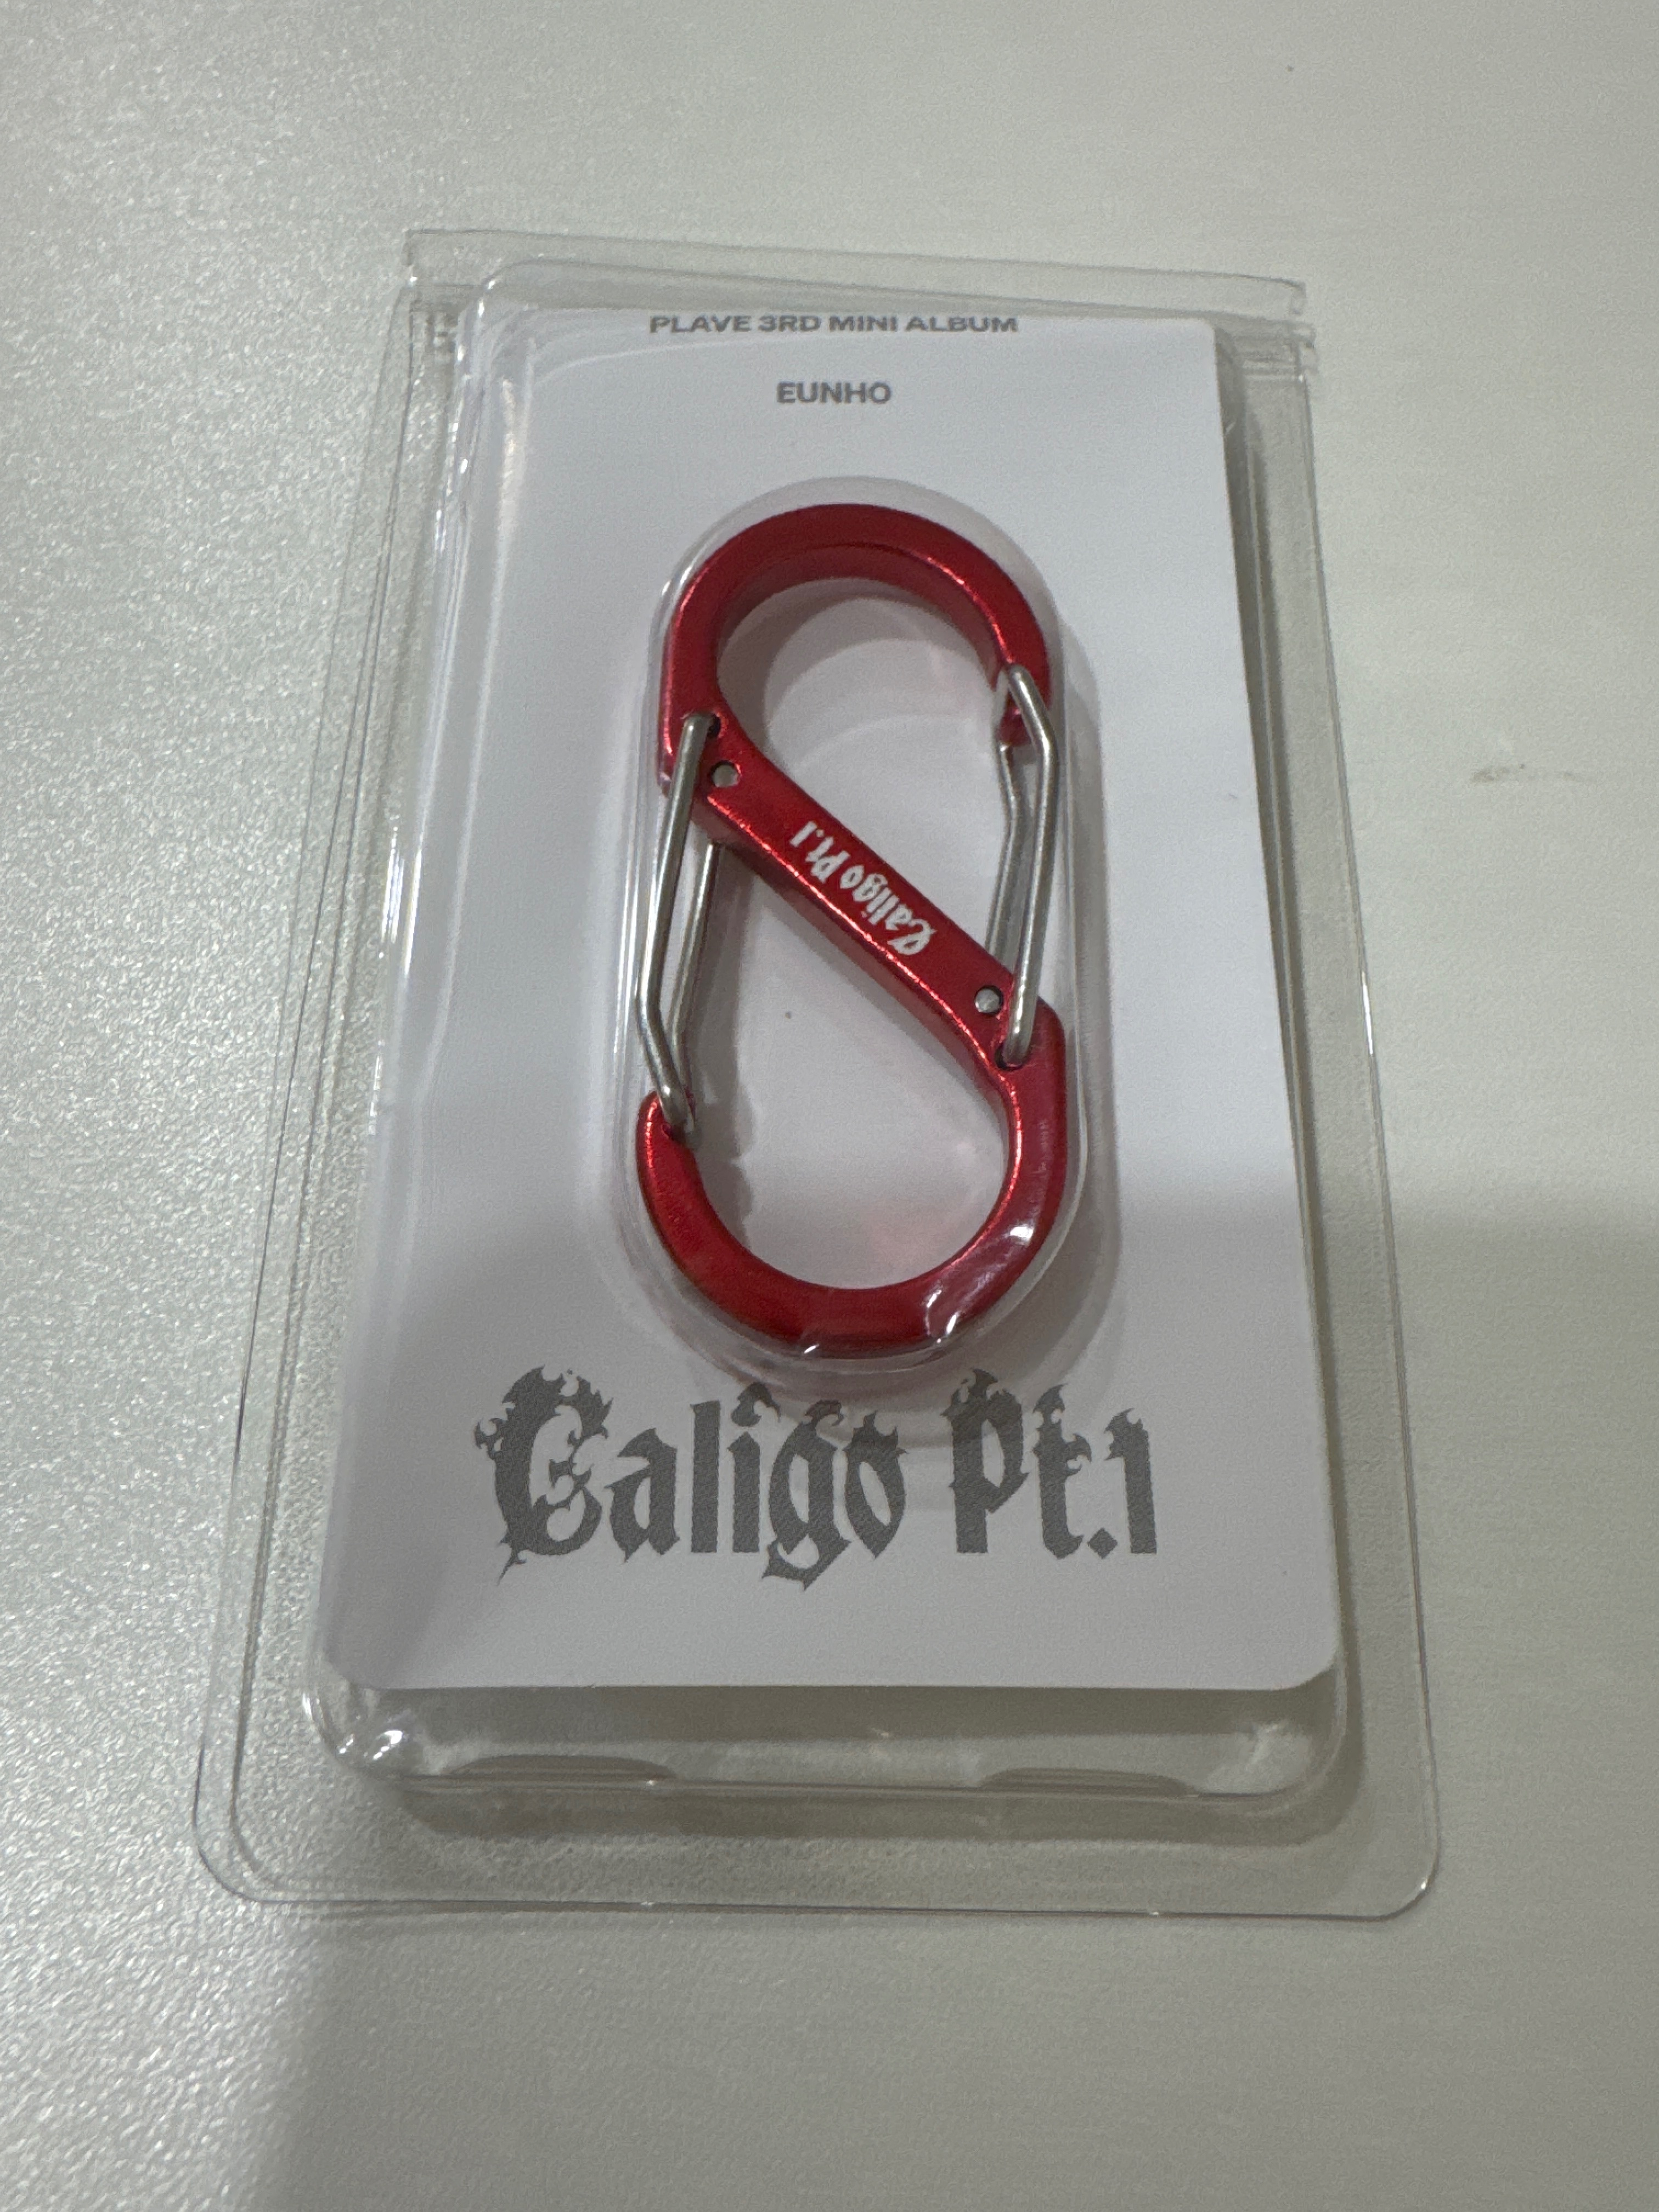 PLAVE 3RD MINI ALBUM
EUNHO
Caligo Pt.1
Caligo Pt.1